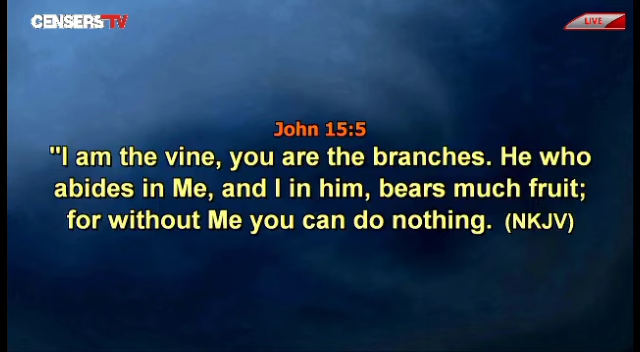 CENSERS TV
LIVE
John 15:5
"I am the vine, you are the branches. He who
abides in Me, and I in him, bears much fruit;
for without Me you can do nothing. (NKJV)